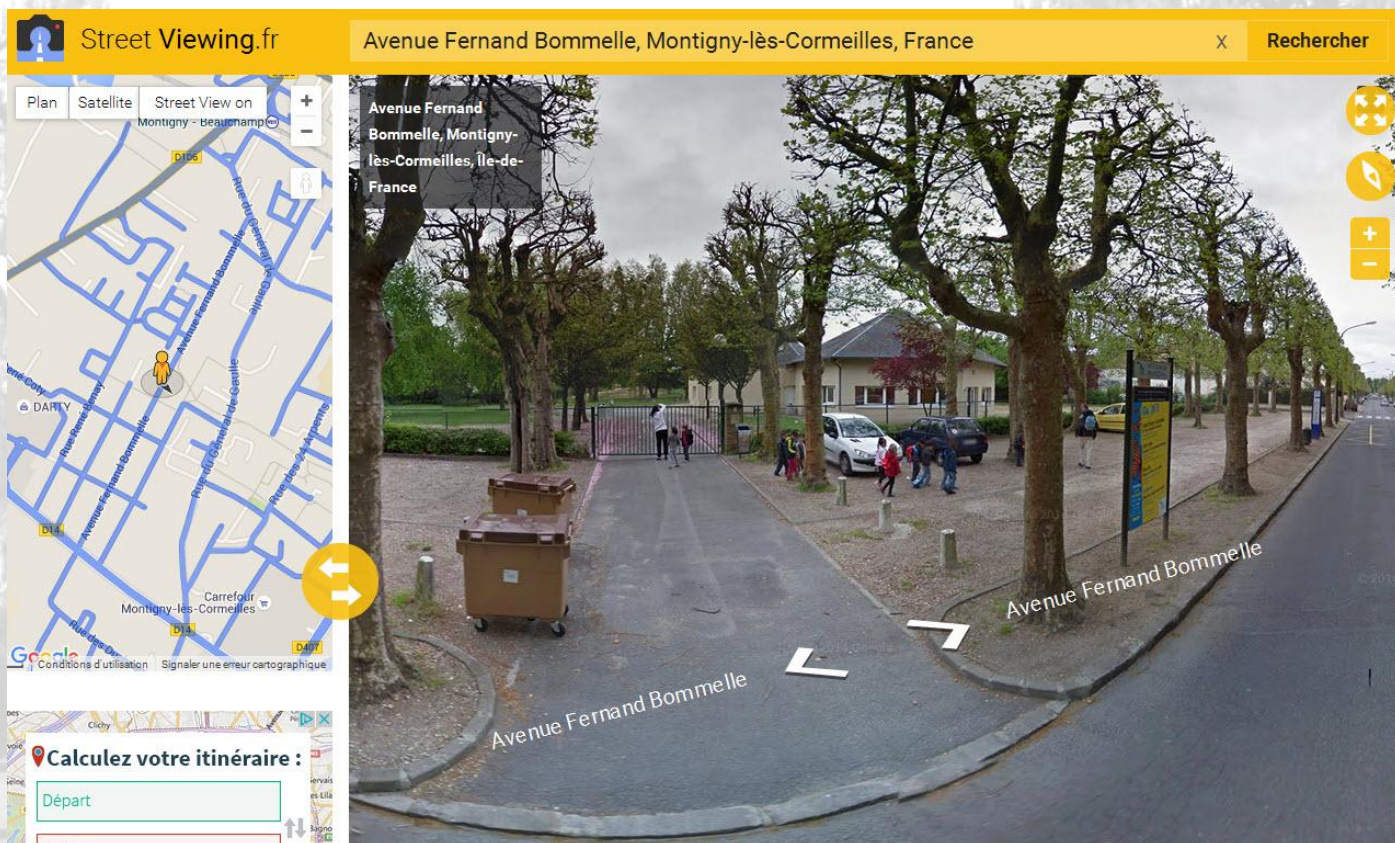 Street Viewing.fr
Avenue Fernand Bommelle, Montigny-lès-Cormeilles, France
X
Rechercher
Plan
Satellite
Street View on
+
−
Montigny - Beauchamp
D106
Rue du Général de Gaulle
Avenue Fernand Bommelle
DARTY
Rue René Benay
Avenue Fernand Bommelle
Rue du Général de Gaulle
Rue des 24 Arpents
D14
Carrefour
Montigny-lès-Cormeilles
D14
D407
Google
Conditions d'utilisation
Signaler une erreur cartographique
Avenue Fernand
Bommelle, Montigny-
lès-Cormeilles, Île-de-
France
+
−
Avenue Fernand Bommelle
Avenue Fernand Bommelle
Clichy
Calculez votre itinéraire :
Départ